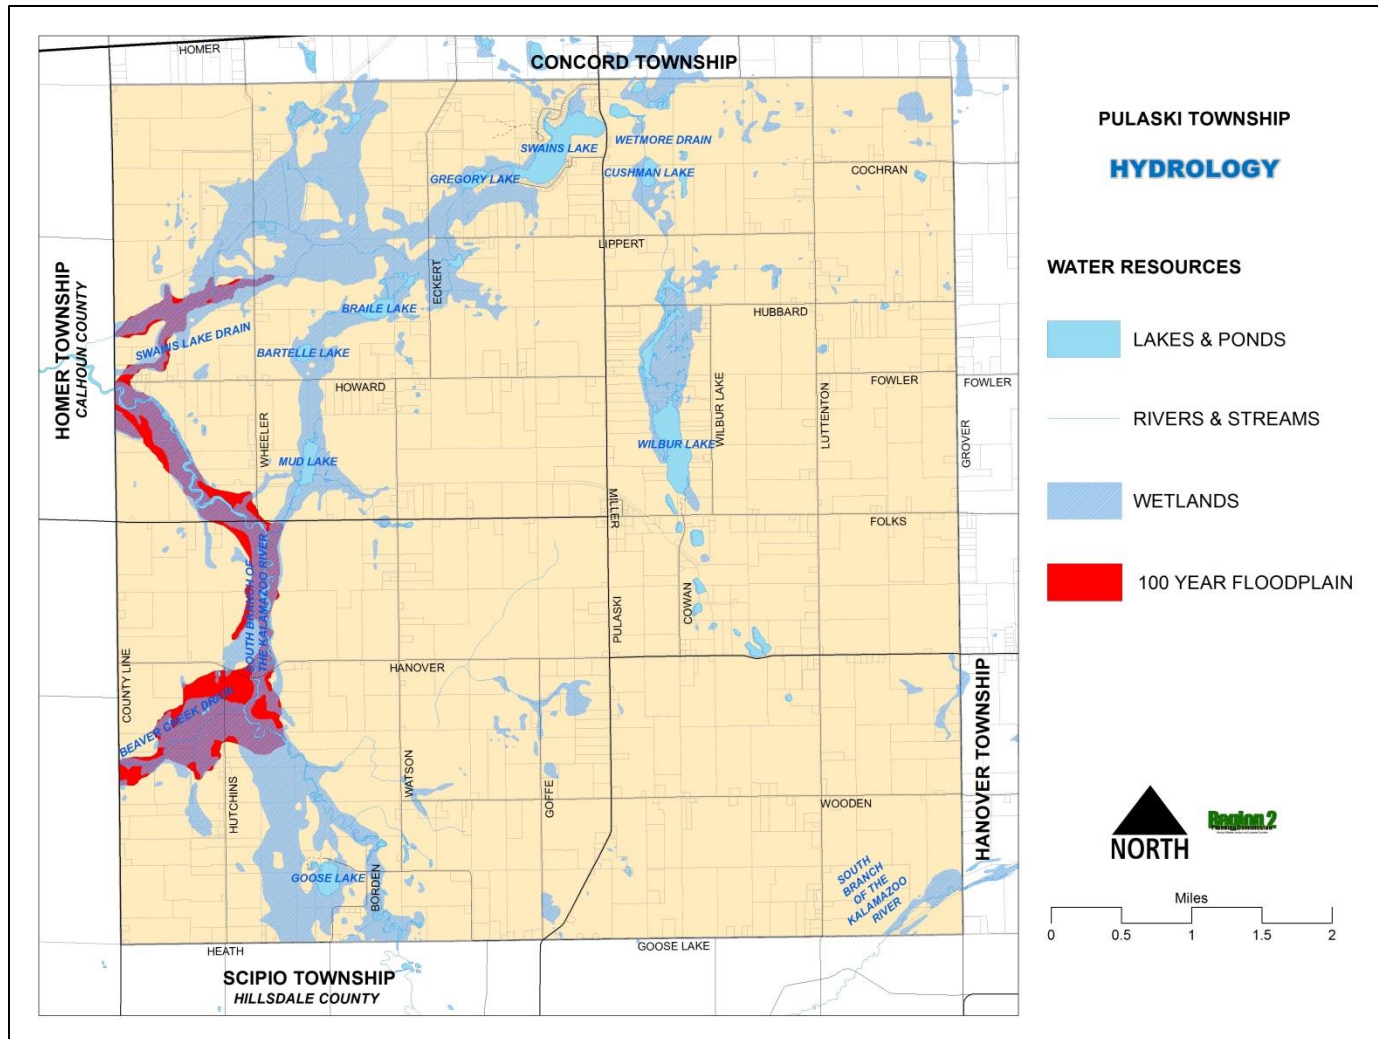 HOMER
CONCORD TOWNSHIP
PULASKI TOWNSHIP
HYDROLOGY
WATER RESOURCES
LAKES & PONDS
RIVERS & STREAMS
WETLANDS
100 YEAR FLOODPLAIN
SWAINS LAKE
WETMORE DRAIN
GREGORY LAKE
CUSHMAN LAKE
COCHRAN
LIPPERT
ECKERT
HOMER TOWNSHIP
CALHOUN COUNTY
BRAILE LAKE
HUBBARD
SWAINS LAKE DRAIN
BARTELLE LAKE
HOWARD
FOWLER
FOWLER
WHEELER
WILBUR LAKE
LUTTENTON
GROVER
MUD LAKE
WILBUR LAKE
MILLER
FOLKS
SOUTH BRANCH OF
THE KALAMAZOO RIVER
PULASKI
COWAN
COUNTY LINE
HANOVER
BEAVER CREEK DRAIN
HANOVER TOWNSHIP
HUTCHINS
WATSON
GOFFE
WOODEN
GOOSE LAKE
BORDEN
SOUTH
BRANCH
OF THE
KALAMAZOO
RIVER
HEATH
GOOSE LAKE
SCIPIO TOWNSHIP
HILLSDALE COUNTY
NORTH
Region 2
Miles
0 0.5 1 1.5 2